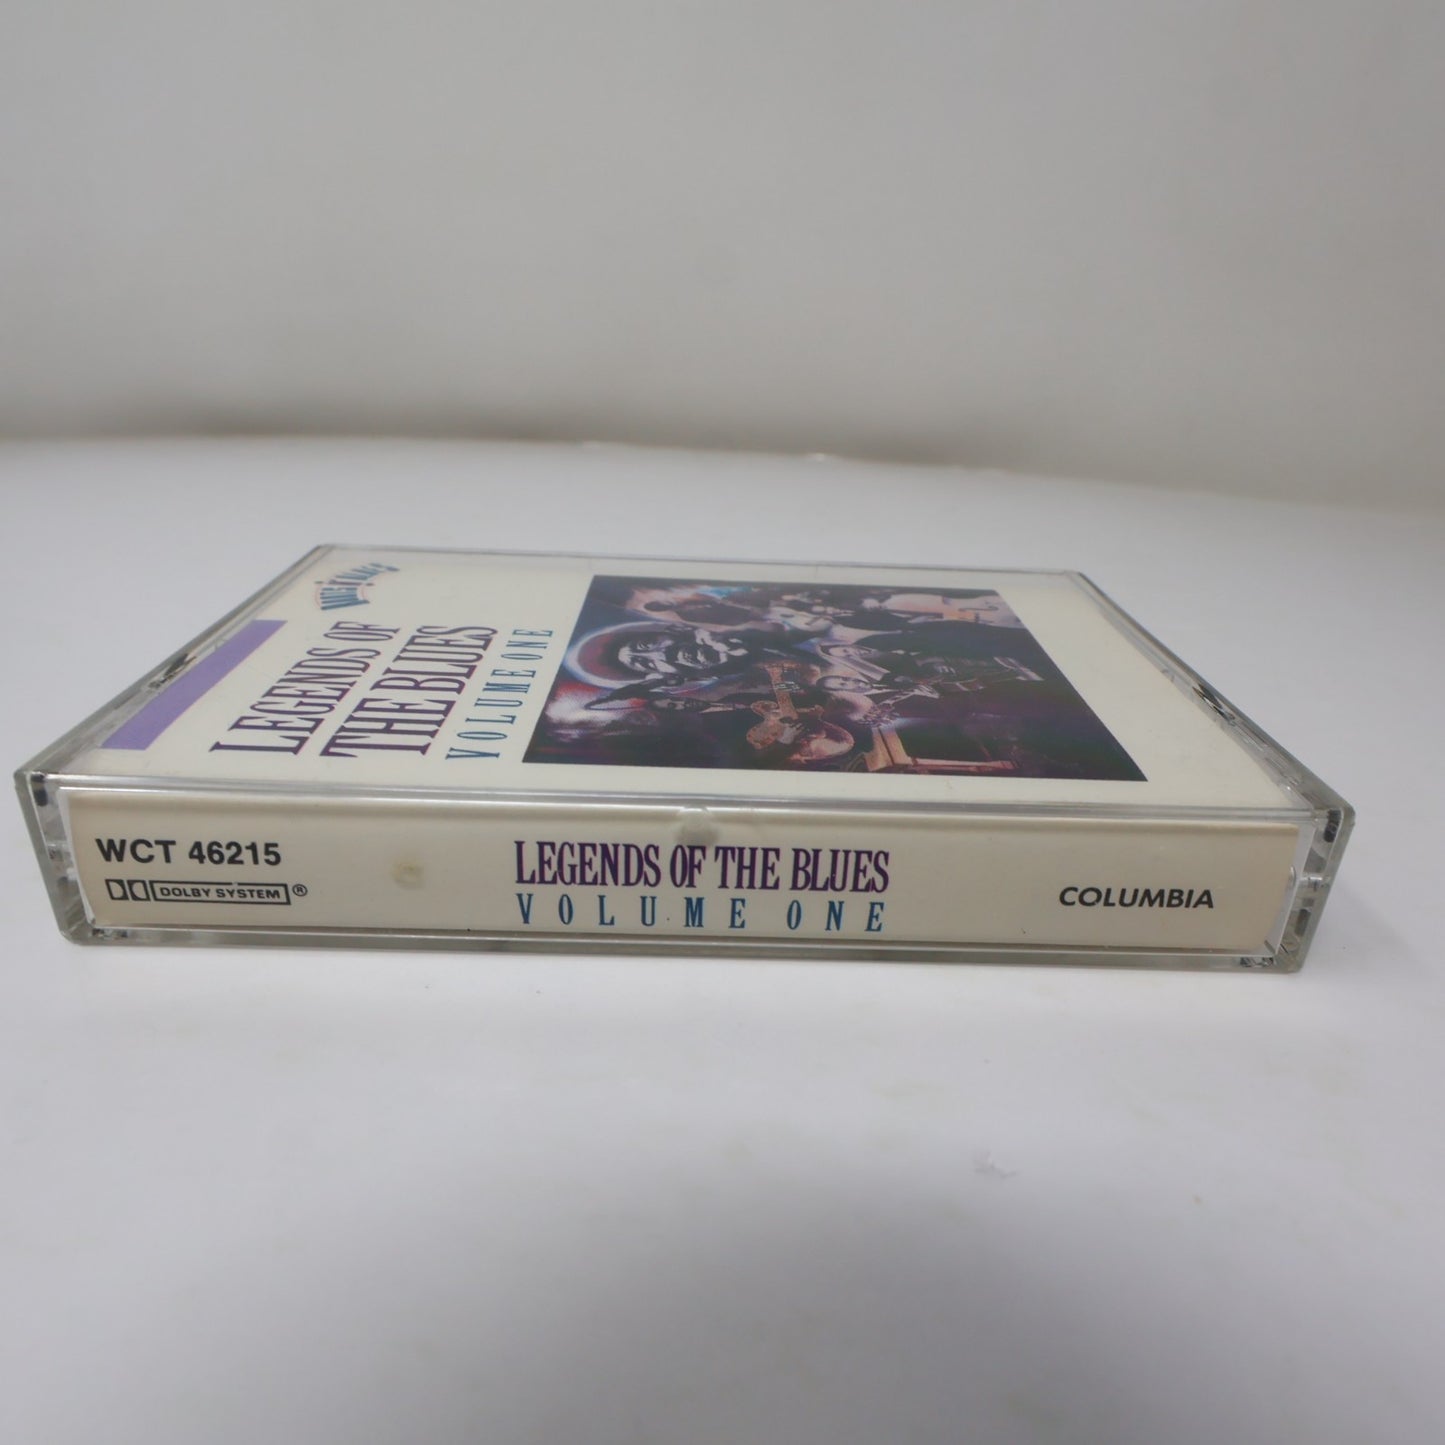 LEGENDS OF
THE BLUES
VOLUME ONE
WCT 46215
DOLBY SYSTEM ®
LEGENDS OF THE BLUES
VOLUME ONE
COLUMBIA